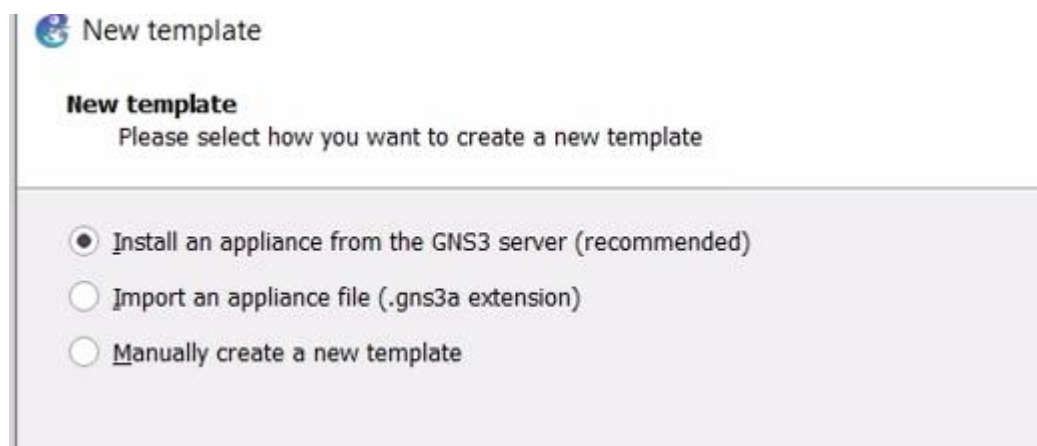 New template
New template
Please select how you want to create a new template
Install an appliance from the GNS3 server (recommended)
Import an appliance file (.gns3a extension)
Manually create a new template